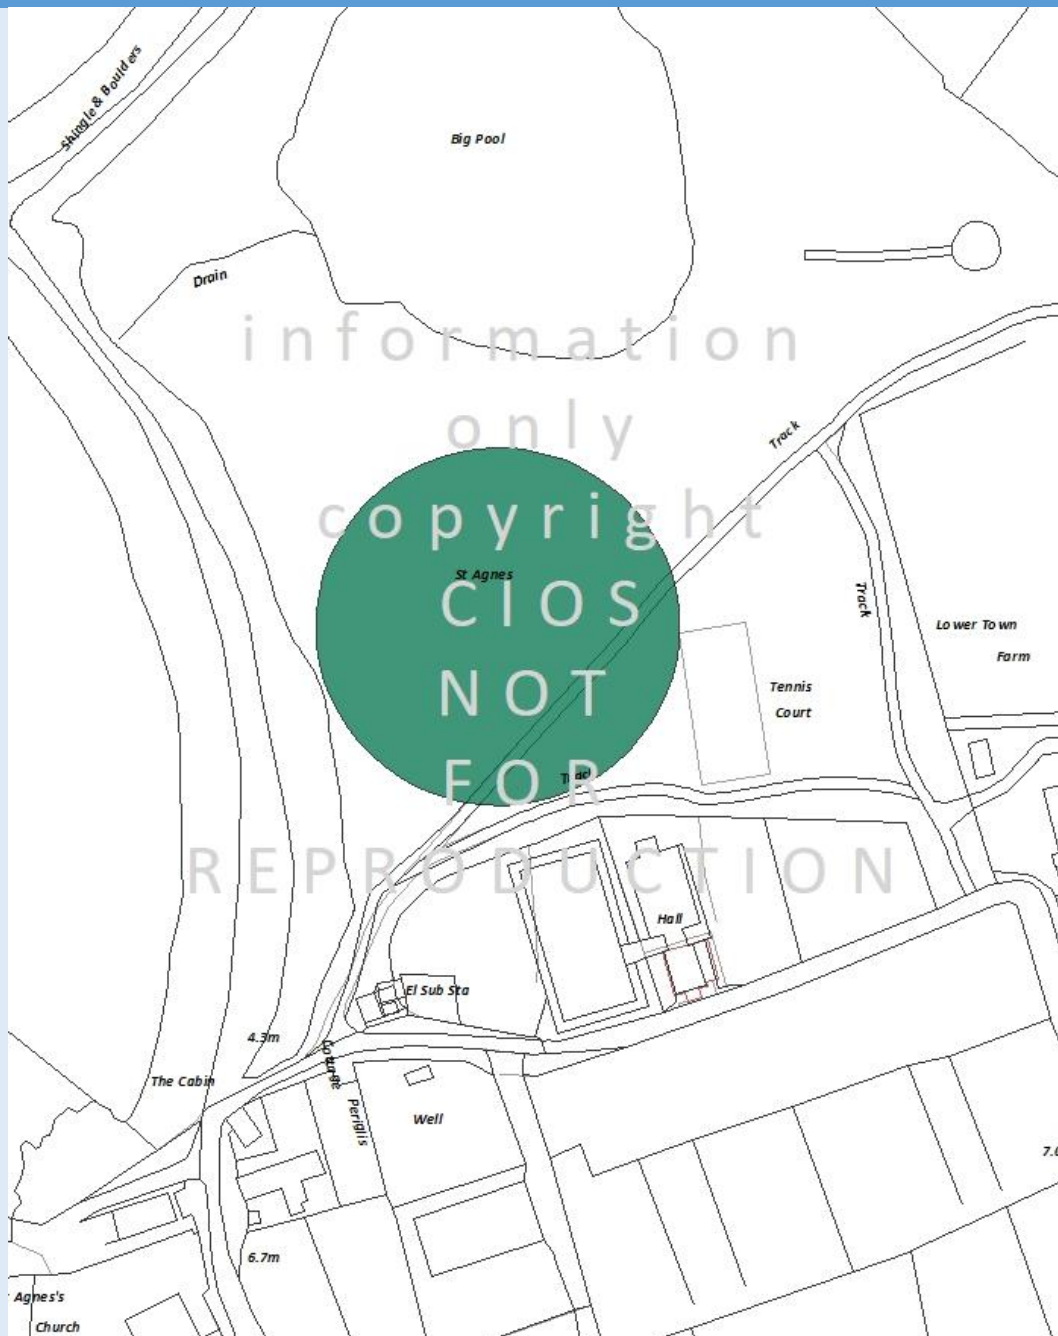 Shingle & Boulders
Big Pool
Drain
information
only
Track
copyright
St Agnes
CIOS
Track
Lower Town
Farm
NOT
Tennis
Court
FOR
Track
REPRODUCTION
Hall
El Sub Sta
4.3m
Cottage
Periglis
The Cabin
Well
6.7m
Agnes's
Church